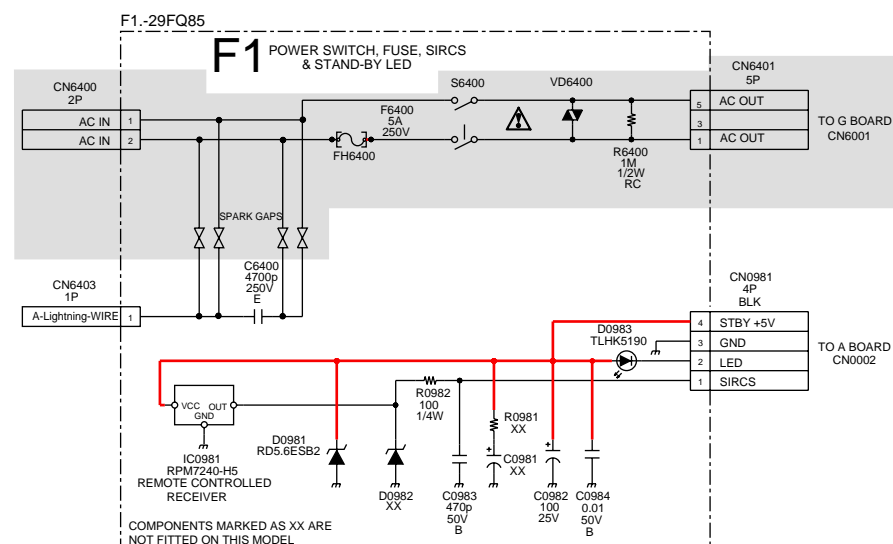 F1.-29FQ85
F1 POWER SWITCH, FUSE, SIRCS
& STAND-BY LED
CN6400
2P
AC IN 1
AC IN 2
F6400
5A
250V
FH6400
S6400
VD6400
R6400
1M
1/2W
RC
CN6401
5P
5 AC OUT
3
1 AC OUT
TO G BOARD
CN6001
SPARK GAPS
C6400
4700p
250V
E
CN6403
1P
A-Lightning-WIRE 1
CN0981
4P
BLK
4 STBY +5V
3 GND
2 LED
1 SIRCS
TO A BOARD
CN0002
D0983
TLHK5190
VCC OUT
GND
IC0981
RPM7240-H5
REMOTE CONTROLLED
RECEIVER
D0981
RD5.6ESB2
R0982
100
1/4W
D0982
XX
C0983
470p
50V
B
R0981
XX
+
C0981
XX
+
C0982
100
25V
C0984
0.01
50V
B
COMPONENTS MARKED AS XX ARE
NOT FITTED ON THIS MODEL